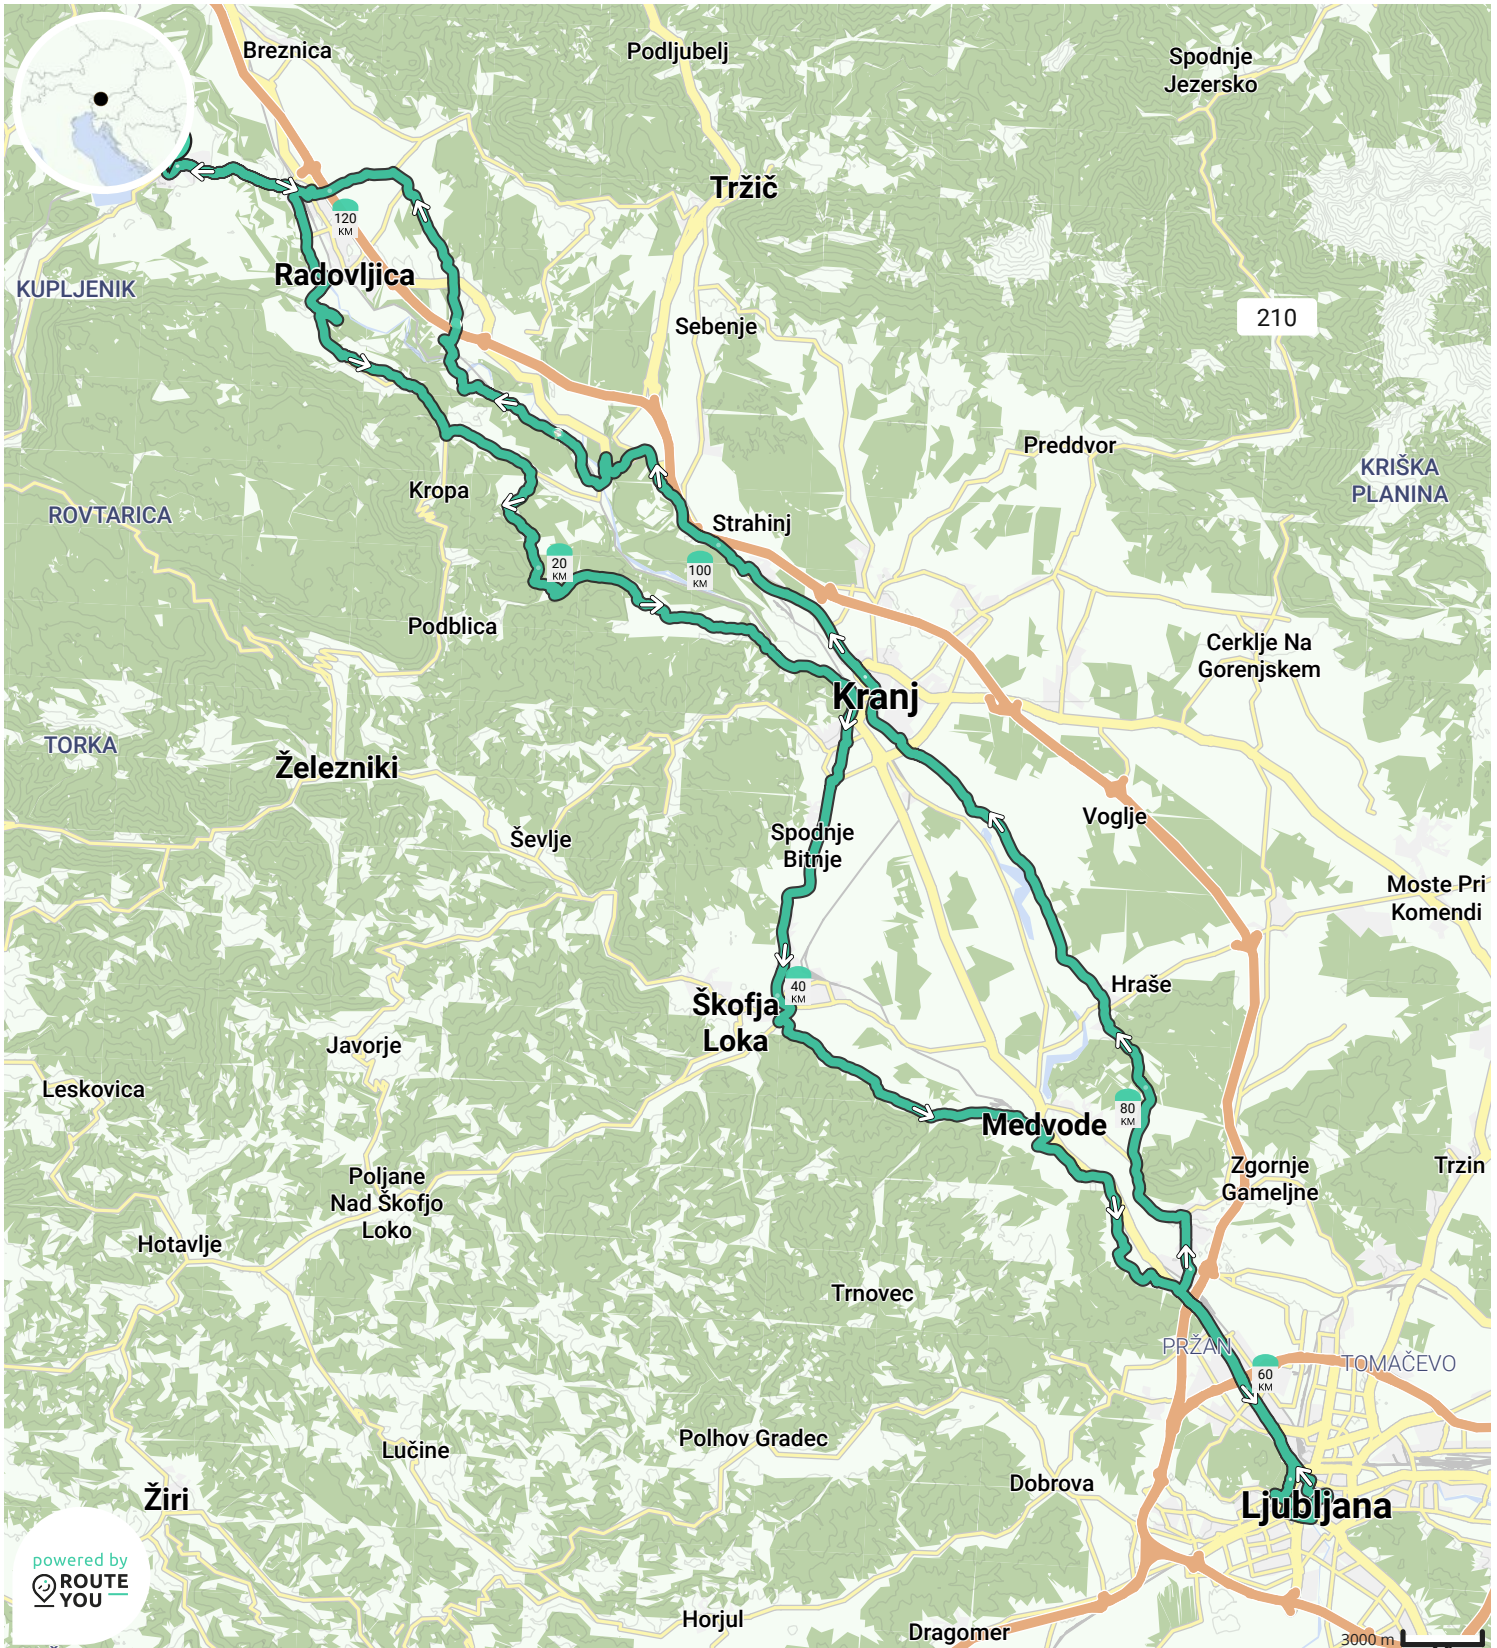 Breznica
Podljubelj
Spodnje
Jezersko
Tržič
120
KM
Radovljica
KUPLJENIK
Sebenje
210
Preddvor
KRIŠKA
PLANINA
Kropa
ROVTARICA
Strahinj
20
KM
100
KM
Podblica
Cerklje Na
Gorenjskem
Kranj
TORKA
Železniki
Voglje
Spodnje
Bitnje
Ševlje
Moste Pri
Komendi
40
KM
Hraše
Škofja
Loka
Javorje
Leskovica
80
KM
Medvode
Zgornje
Gameljne
Trzin
Poljane
Nad Škofjo
Loko
Hotavlje
Trnovec
PRŽAN
TOMAČEVO
60
KM
Polhov Gradec
Lučine
Dobrova
Žiri
Ljubljana
powered by
ROUTE
YOU
Horjul
Dragomer
3000 m